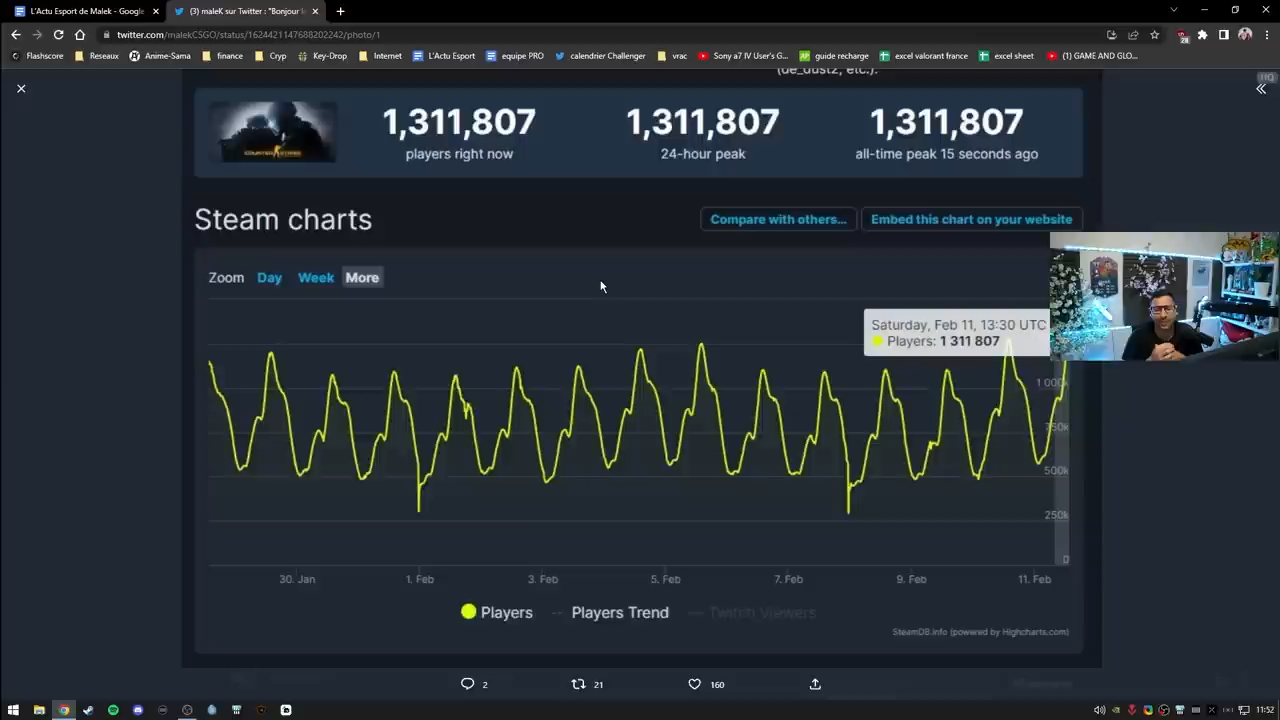 L'Actu Esport de Malek - Google
(3) maleK sur Twitter : "Bonjour l
twitter.com/malekCSGO/status/1624421147688202242/photo/1
Flashscore
Reseaux
Anime-Sama
finance
Cryp
Key-Drop
Internet
L'Actu Esport
equipe PRO
calendrier Challenger
vrac
Sony a7 IV User's G...
guide recharge
excel valorant france
excel sheet
(1) GAME AND GLO...
(de_dust2, etc.).
HQ
1,311,807 1,311,807 1,311,807
players right now 24-hour peak all-time peak 15 seconds ago
COUNTER STRIKE
Steam charts
Compare with others...
Embed this chart on your website
Zoom Day Week More
Saturday, Feb 11, 13:30 UTC
Players: 1 311 807
1 000k
750k
500k
250k
0
30. Jan 1. Feb 3. Feb 5. Feb 7. Feb 9. Feb 11. Feb
Players Players Trend Twitch Viewers
SteamDB.info (powered by Highcharts.com)
2 21 160
11:52